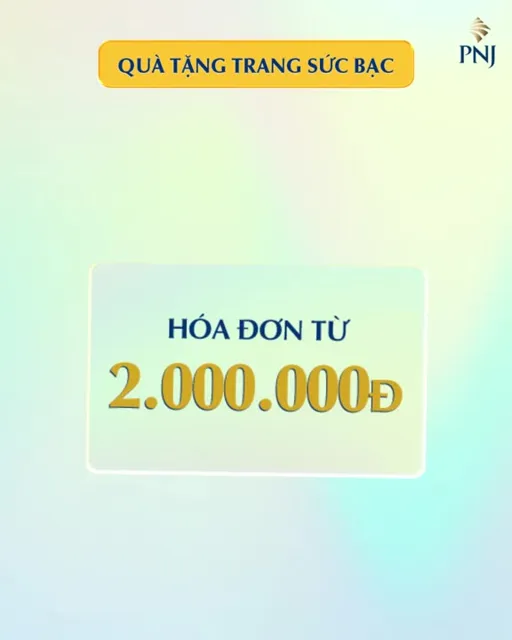 PNJ
QUÀ TẶNG TRANG SỨC BẠC
HÓA ĐƠN TỪ
2.000.000Đ